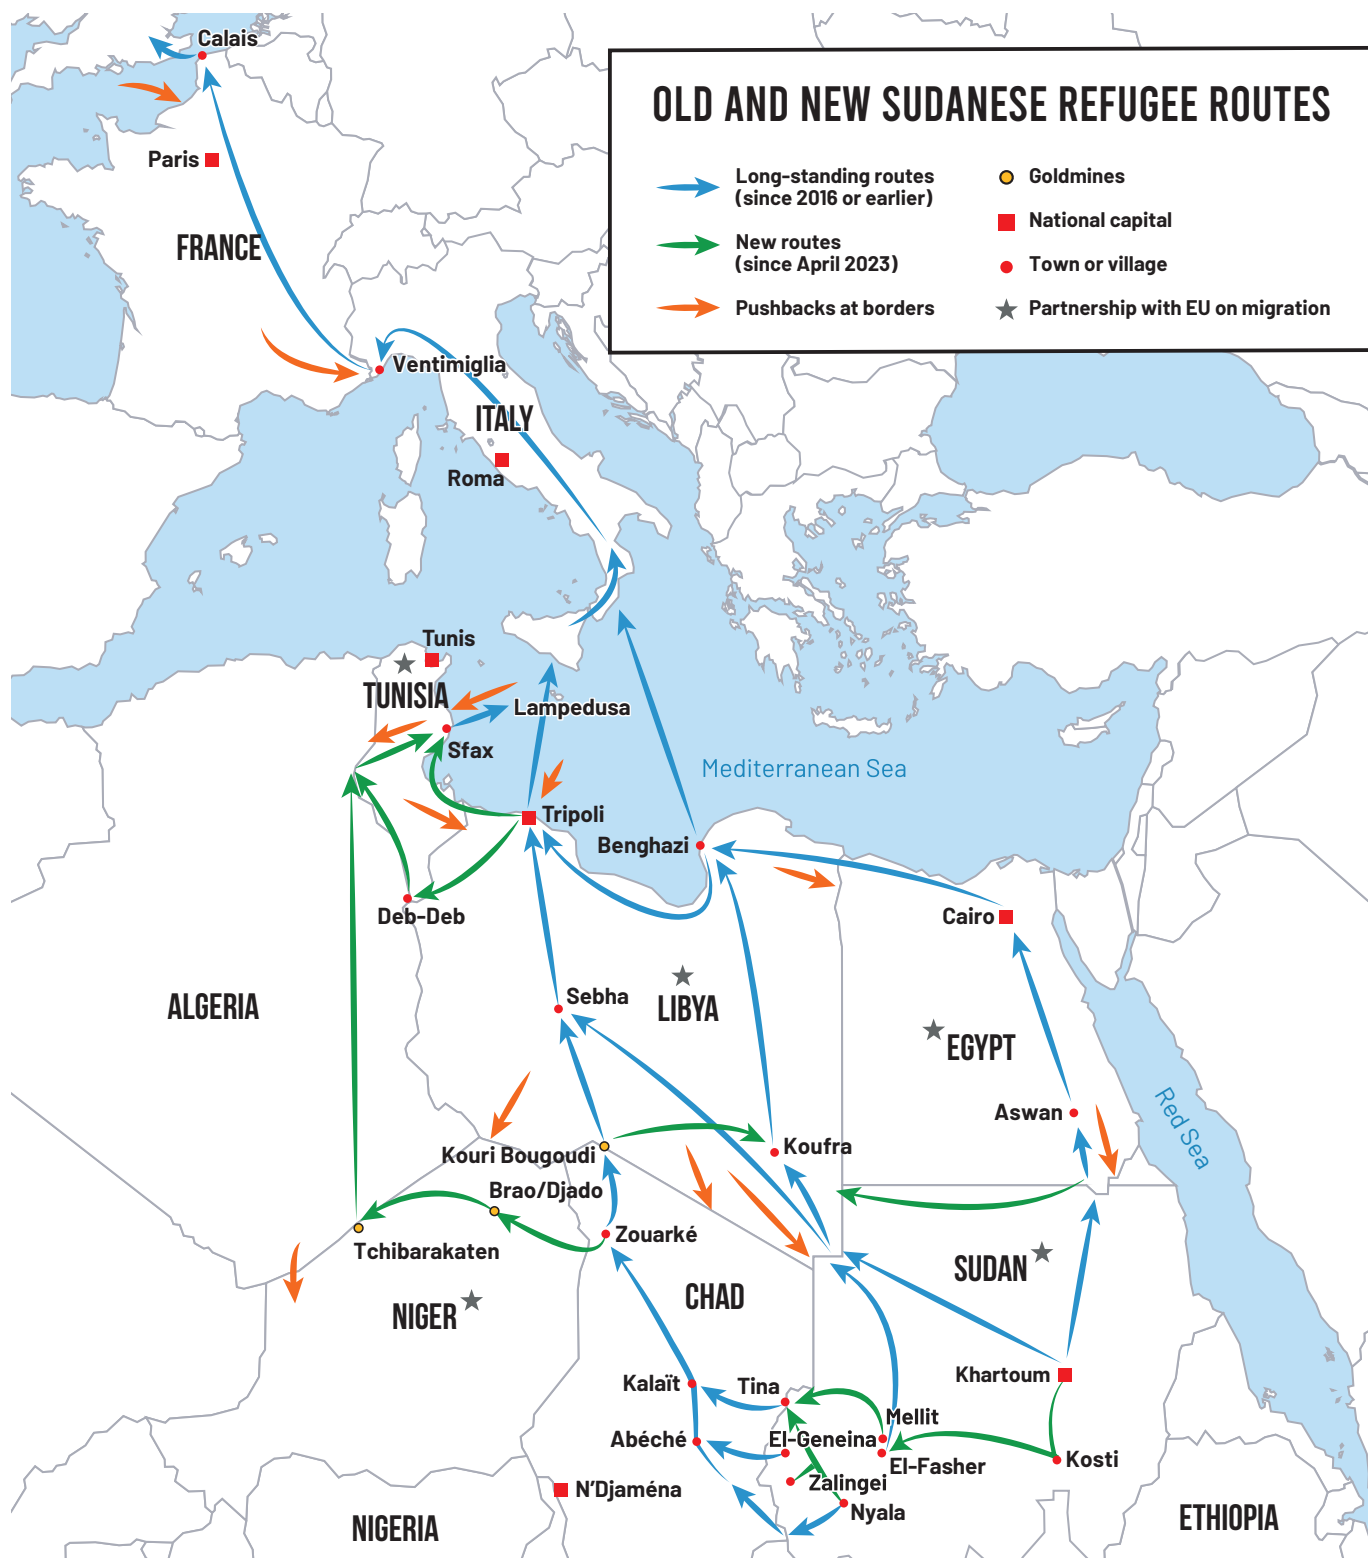 OLD AND NEW SUDANESE REFUGEE ROUTES
Long-standing routes
(since 2016 or earlier)
New routes
(since April 2023)
Pushbacks at borders
Goldmines
National capital
Town or village
Partnership with EU on migration
Calais
Paris
FRANCE
Ventimiglia
ITALY
Roma
Tunis
TUNISIA
Lampedusa
Sfax
Mediterranean Sea
Tripoli
Benghazi
Deb-Deb
Cairo
ALGERIA
Sebha
LIBYA
EGYPT
Aswan
Red Sea
Kouri Bougoudi
Koufra
Brao/Djado
Zouarké
Tchibarakaten
SUDAN
CHAD
NIGER
Khartoum
Kalaït
Tina
Mellit
Abéché
El-Geneina
El-Fasher
Kosti
Zalingei
N'Djaména
Nyala
NIGERIA
ETHIOPIA